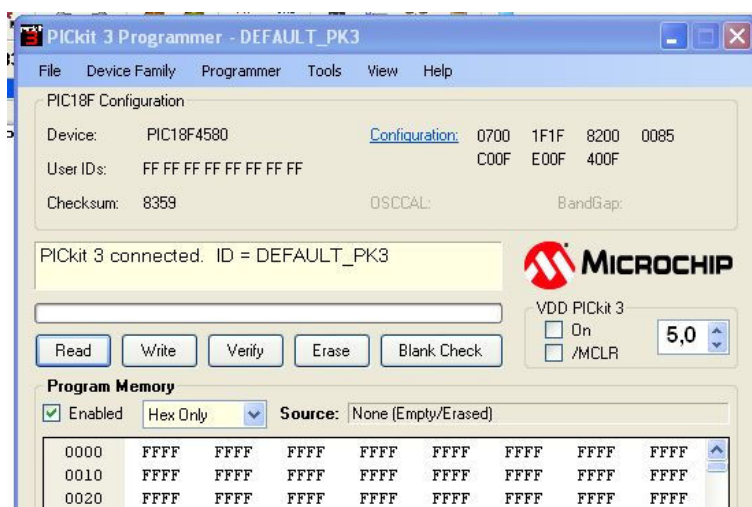 PICkit 3 Programmer - DEFAULT_PK3
File Device Family Programmer Tools View Help
PIC18F Configuration
Device: PIC18F4580 Configuration: 0700 1F1F 8200 0085
C00F E00F 400F
User IDs: FF FF FF FF FF FF FF FF
Checksum: 8359 OSCCAL: BandGap:
PICkit 3 connected. ID = DEFAULT_PK3
MICROCHIP
VDD PICkit 3
On
/MCLR
5,0
Read Write Verify Erase Blank Check
Program Memory
Enabled Hex Only Source: None (Empty/Erased)
0000 FFFF FFFF FFFF FFFF FFFF FFFF FFFF FFFF
0010 FFFF FFFF FFFF FFFF FFFF FFFF FFFF FFFF
0020 FFFF FFFF FFFF FFFF FFFF FFFF FFFF FFFF